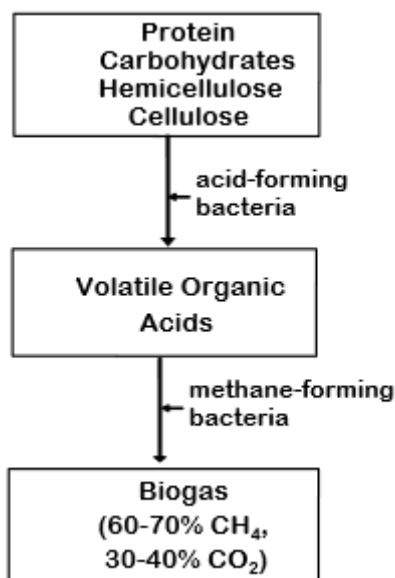 Protein
Carbohydrates
Hemicellulose
Cellulose
acid-forming
bacteria
Volatile Organic
Acids
methane-forming
bacteria
Biogas
(60-70% CH₄,
30-40% CO₂)